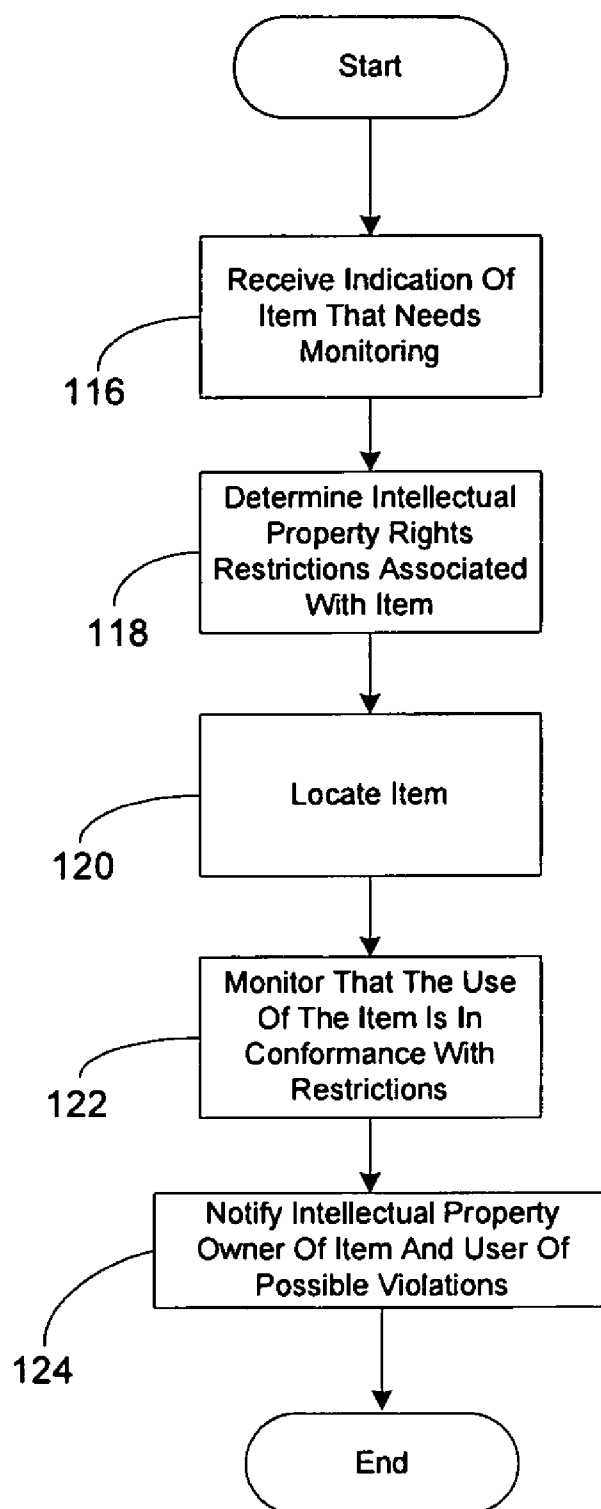 Start
Receive Indication Of
Item That Needs
Monitoring
116
Determine Intellectual
Property Rights
Restrictions Associated
With Item
118
Locate Item
120
Monitor That The Use
Of The Item Is In
Conformance With
Restrictions
122
Notify Intellectual Property
Owner Of Item And User Of
Possible Violations
124
End